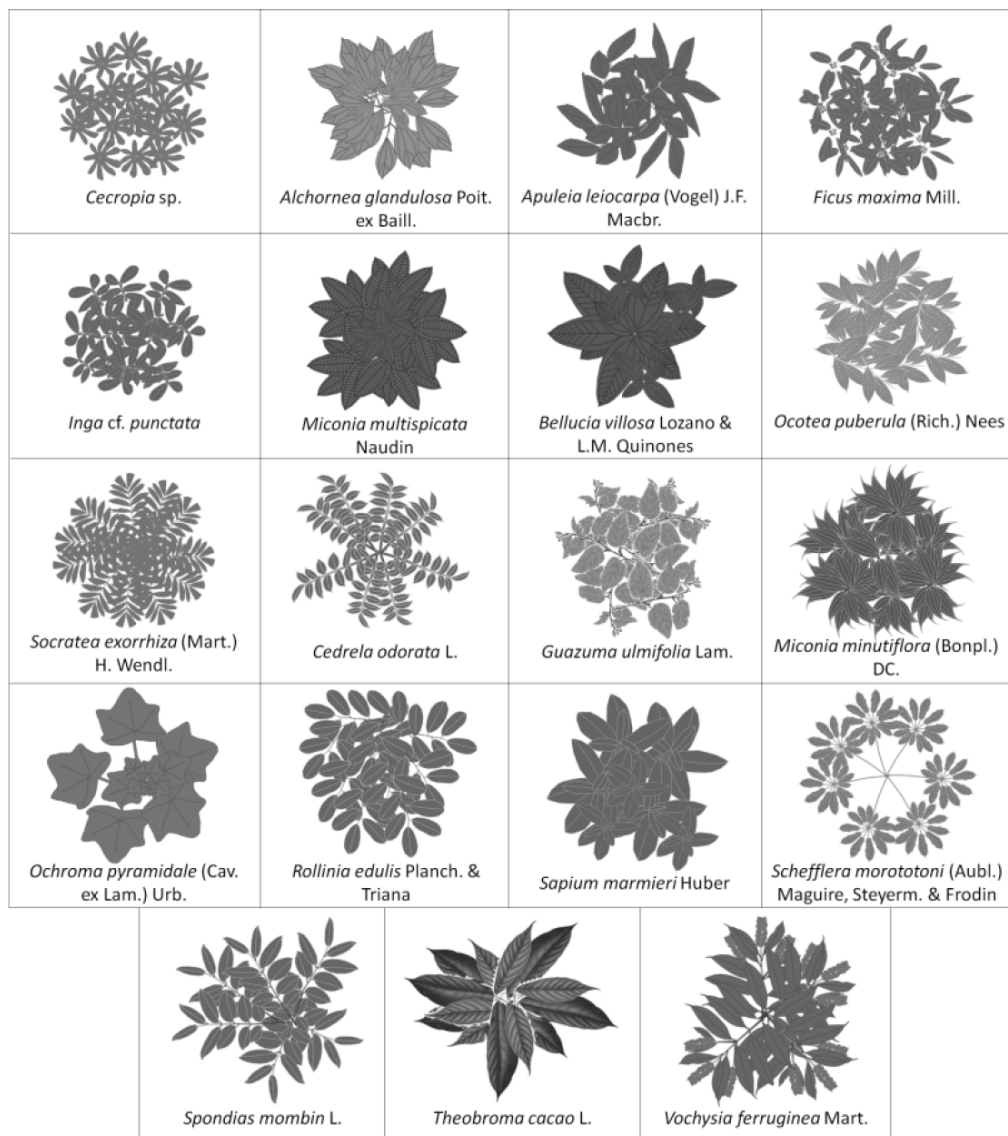 Cecropia sp.
Alchornea glandulosa Poit.
ex Baill.
Apuleia leiocarpa (Vogel) J.F.
Macbr.
Ficus maxima Mill.
Inga cf. punctata
Miconia multispicata
Naudin
Bellucia villosa Lozano &
L.M. Quinones
Ocotea puberula (Rich.) Nees
Socratea exorrhiza (Mart.)
H. Wendl.
Cedrela odorata L.
Guazuma ulmifolia Lam.
Miconia minutiflora (Bonpl.)
DC.
Ochroma pyramidale (Cav.
ex Lam.) Urb.
Rollinia edulis Planch. &
Triana
Sapium marmieri Huber
Schefflera morototoni (Aubl.)
Maguire, Steyerm. & Frodin
Spondias mombin L.
Theobroma cacao L.
Vochysia ferruginea Mart.